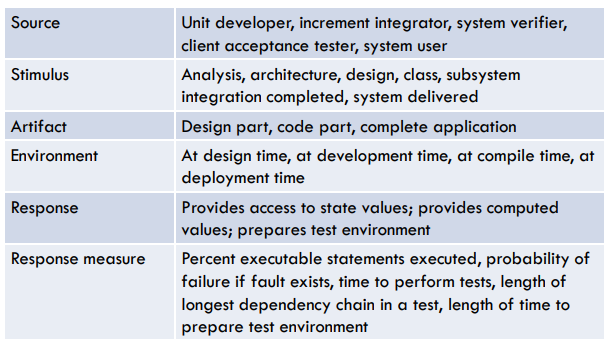 Source
Unit developer, increment integrator, system verifier,
client acceptance tester, system user
Stimulus
Analysis, architecture, design, class, subsystem
integration completed, system delivered
Artifact
Design part, code part, complete application
Environment
At design time, at development time, at compile time, at
deployment time
Response
Provides access to state values; provides computed
values; prepares test environment
Response measure
Percent executable statements executed, probability of
failure if fault exists, time to perform tests, length of
longest dependency chain in a test, length of time to
prepare test environment